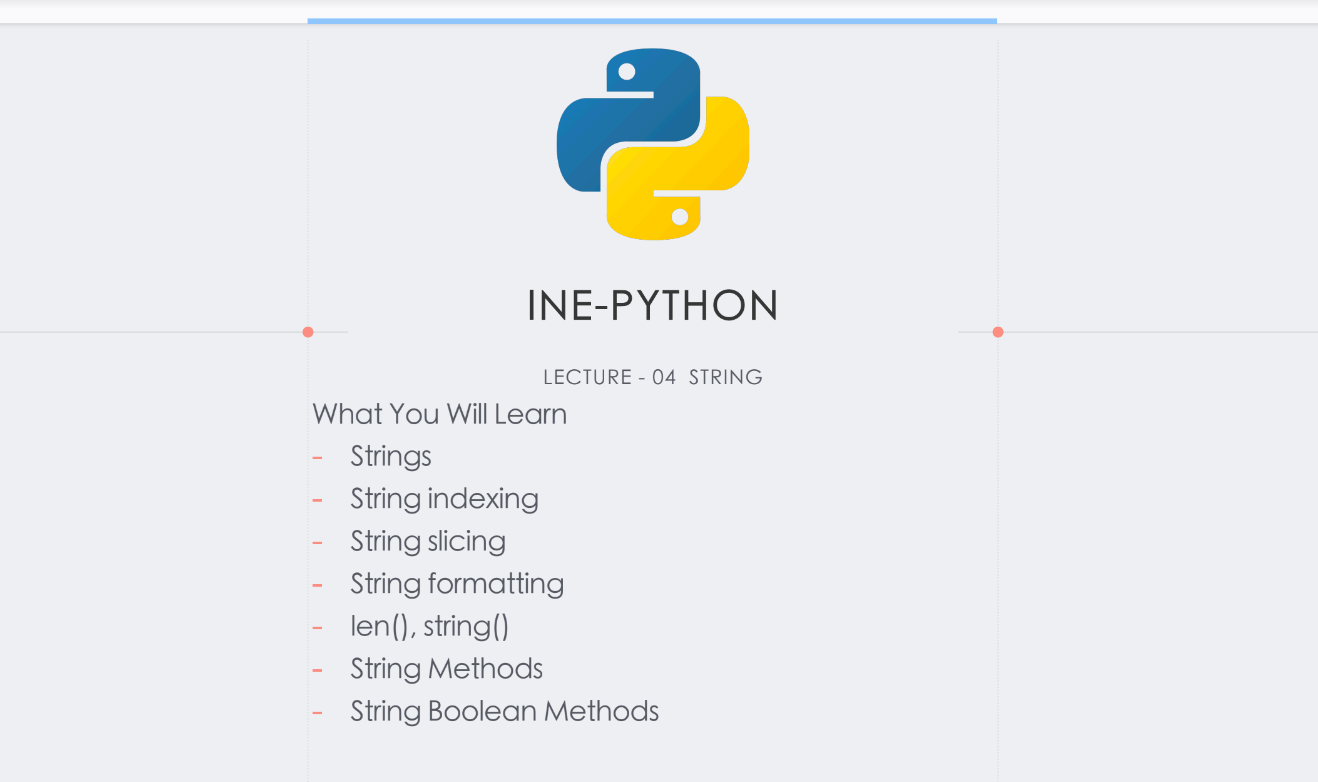 INE-PYTHON
LECTURE - 04 STRING
What You Will Learn
- Strings
- String indexing
- String slicing
- String formatting
- len(), string()
- String Methods
- String Boolean Methods